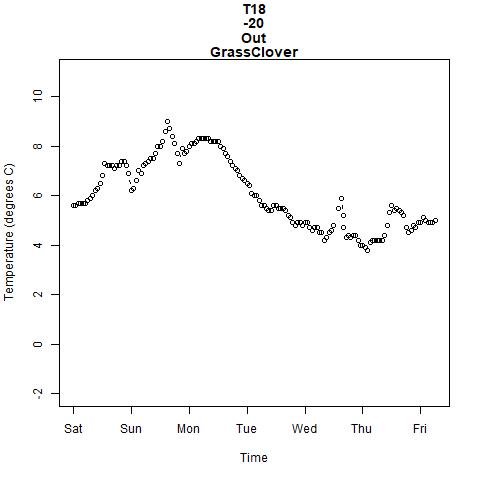 T18
-20
Out
GrassClover
Temperature (degrees C)
10
8
6
4
2
0
-2
Sat Sun Mon Tue Wed Thu Fri
Time